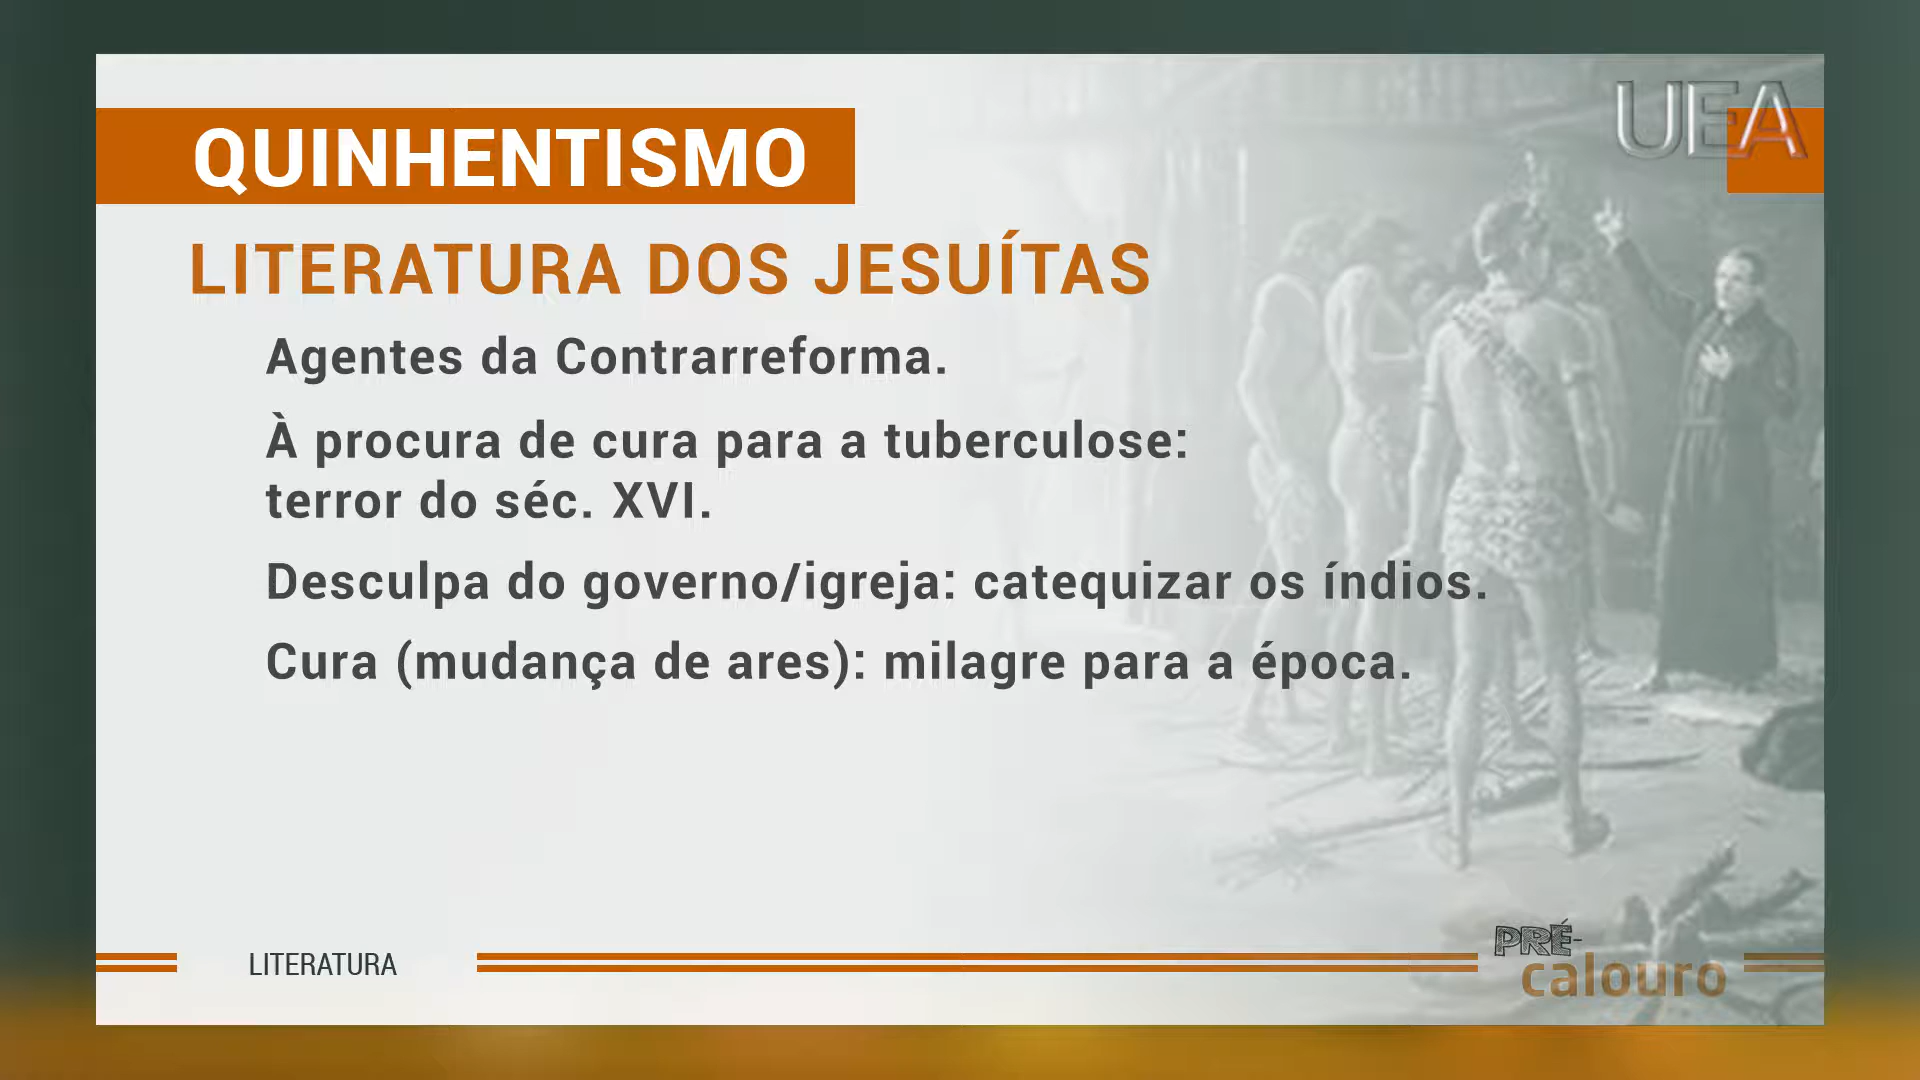 UEA
QUINHENTISMO
LITERATURA DOS JESUÍTAS
Agentes da Contrarreforma.
À procura de cura para a tuberculose:
terror do séc. XVI.
Desculpa do governo/igreja: catequizar os índios.
Cura (mudança de ares): milagre para a época.
LITERATURA
PRÉ-
calouro